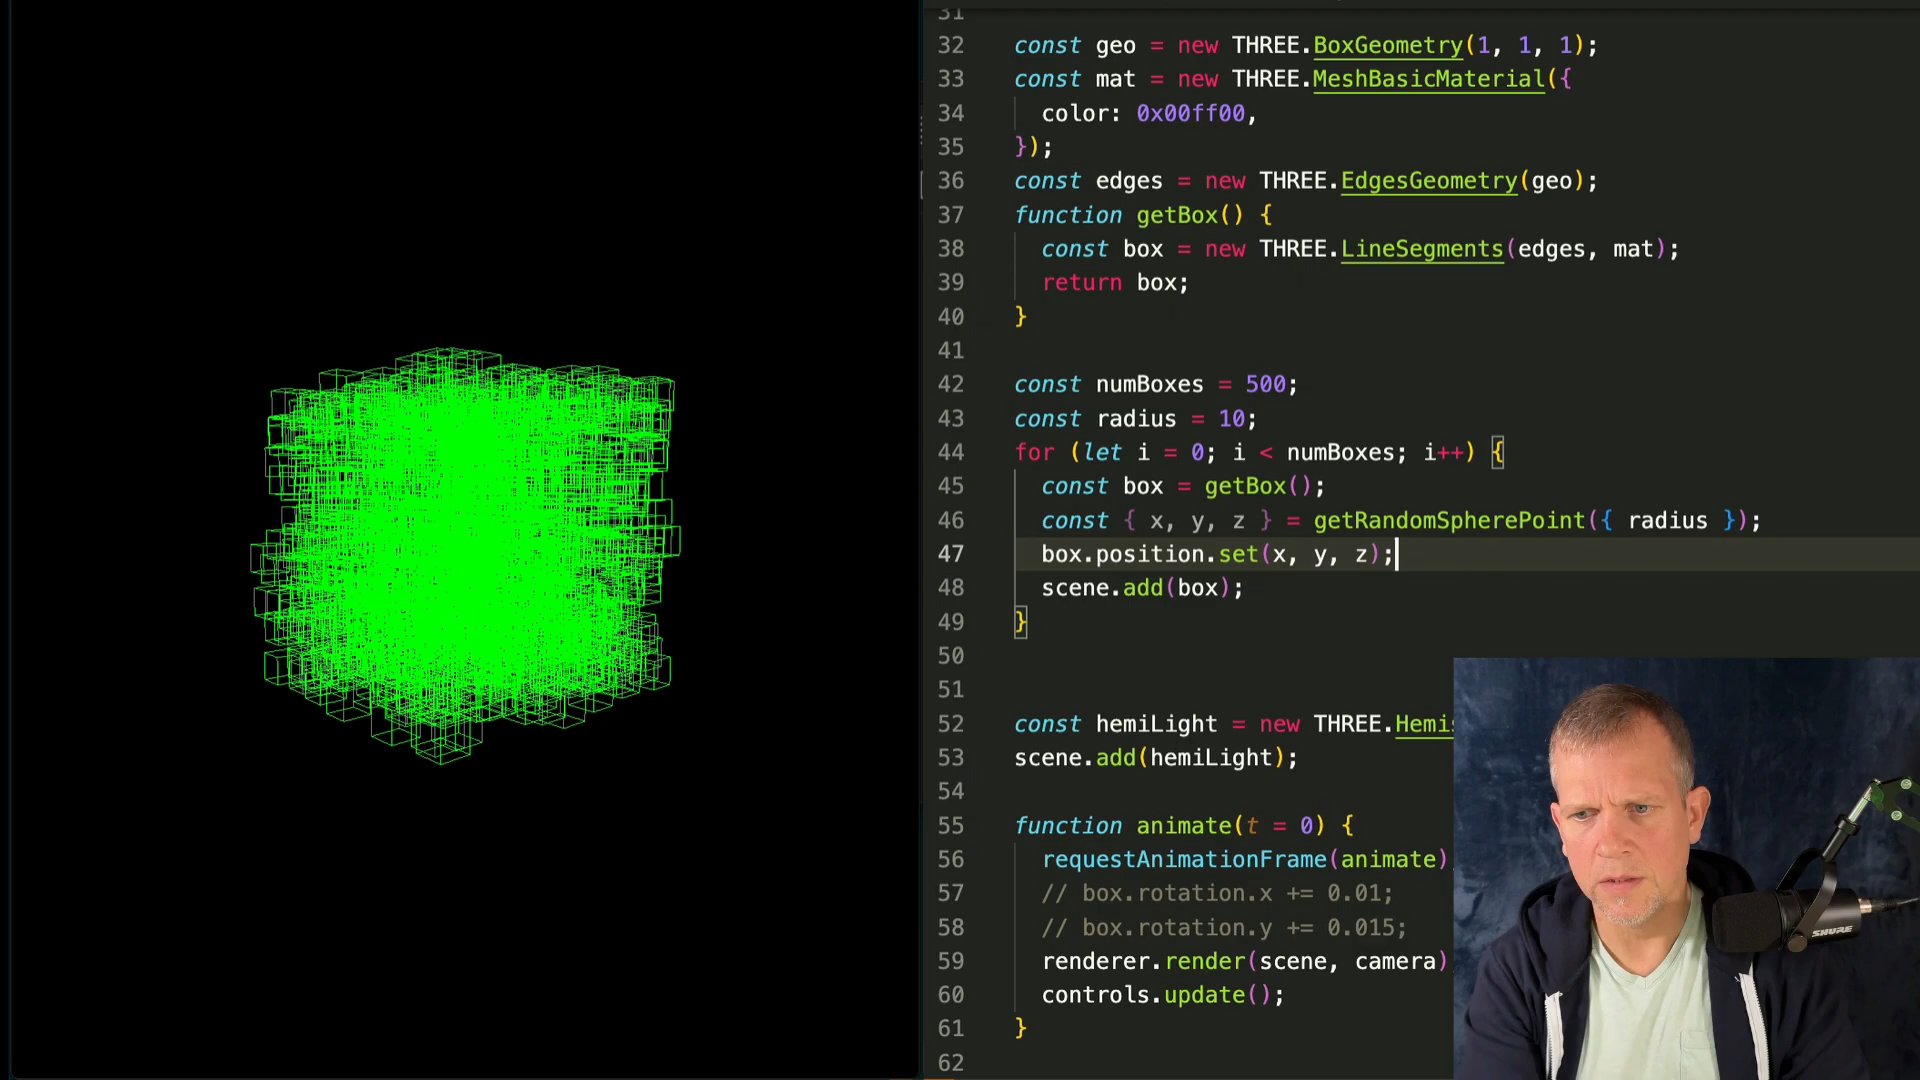 31
32 const geo = new THREE.BoxGeometry(1, 1, 1);
33 const mat = new THREE.MeshBasicMaterial({
34 color: 0x00ff00,
35 });
36 const edges = new THREE.EdgesGeometry(geo);
37 function getBox() {
38 const box = new THREE.LineSegments(edges, mat);
39 return box;
40 }
41
42 const numBoxes = 500;
43 const radius = 10;
44 for (let i = 0; i < numBoxes; i++) {
45 const box = getBox();
46 const { x, y, z } = getRandomSpherePoint({ radius });
47 box.position.set(x, y, z);
48 scene.add(box);
49 }
50
51
52 const hemiLight = new THREE.Hemis
53 scene.add(hemiLight);
54
55 function animate(t = 0) {
56 requestAnimationFrame(animate)
57 // box.rotation.x += 0.01;
58 // box.rotation.y += 0.015;
59 renderer.render(scene, camera)
60 controls.update();
61 }
62
SHURE